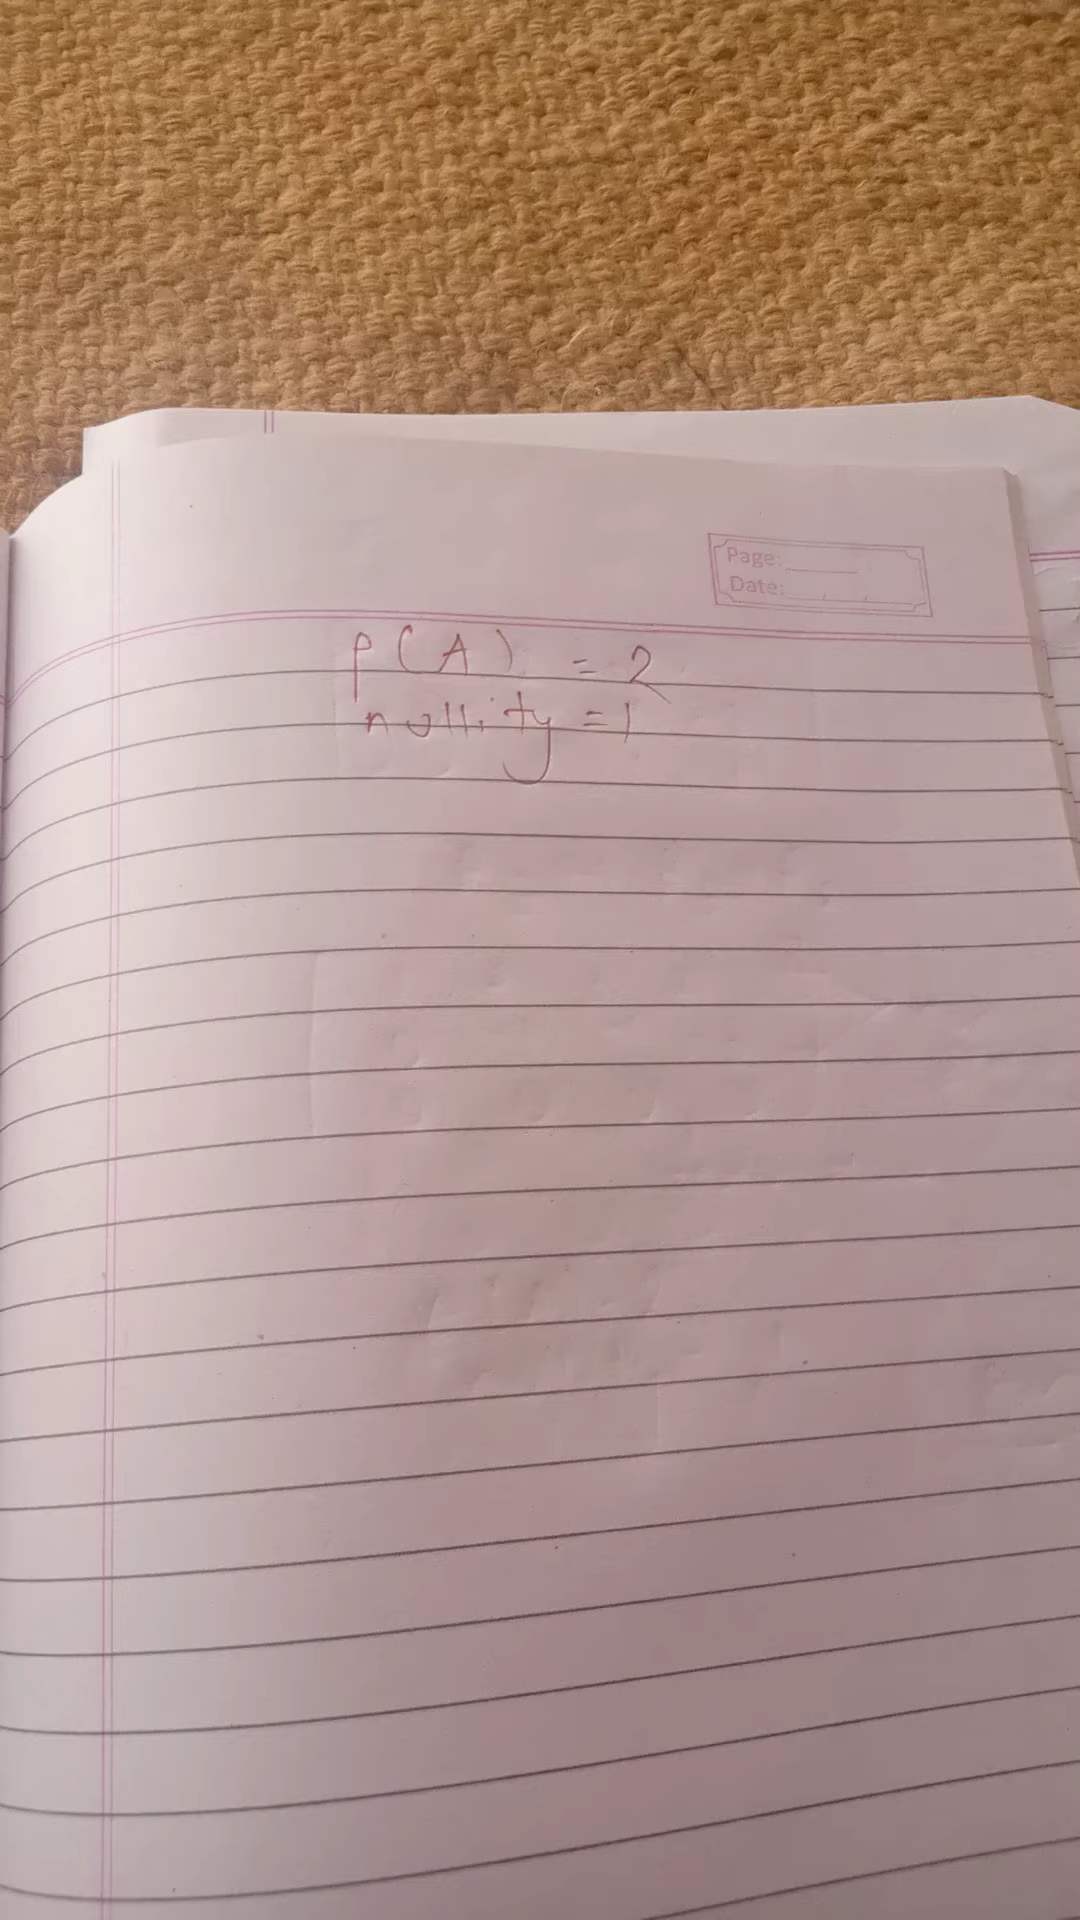 Page:
Date:
ρ(A) = 2
nullity = 1